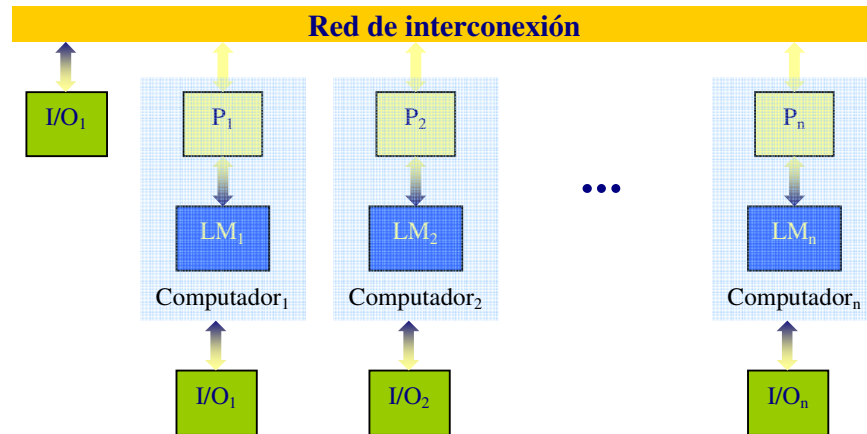 Red de interconexión
I/O₁
P₁
P₂
Pₙ
•••
LM₁
LM₂
LMₙ
Computador₁
Computador₂
Computadorₙ
I/O₁
I/O₂
I/Oₙ